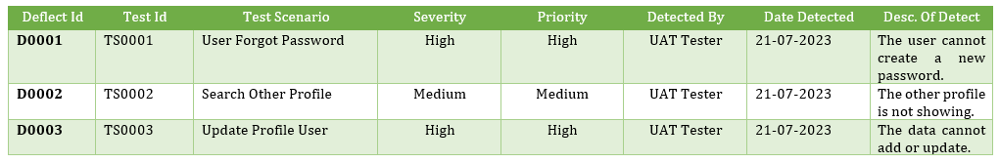 Deflect Id Test Id Test Scenario Severity Priority Detected By Date Detected Desc. Of Detect
D0001 TS0001 User Forgot Password High High UAT Tester 21-07-2023 The user cannot
create a new
password.
D0002 TS0002 Search Other Profile Medium Medium UAT Tester 21-07-2023 The other profile
is not showing.
D0003 TS0003 Update Profile User High High UAT Tester 21-07-2023 The data cannot
add or update.